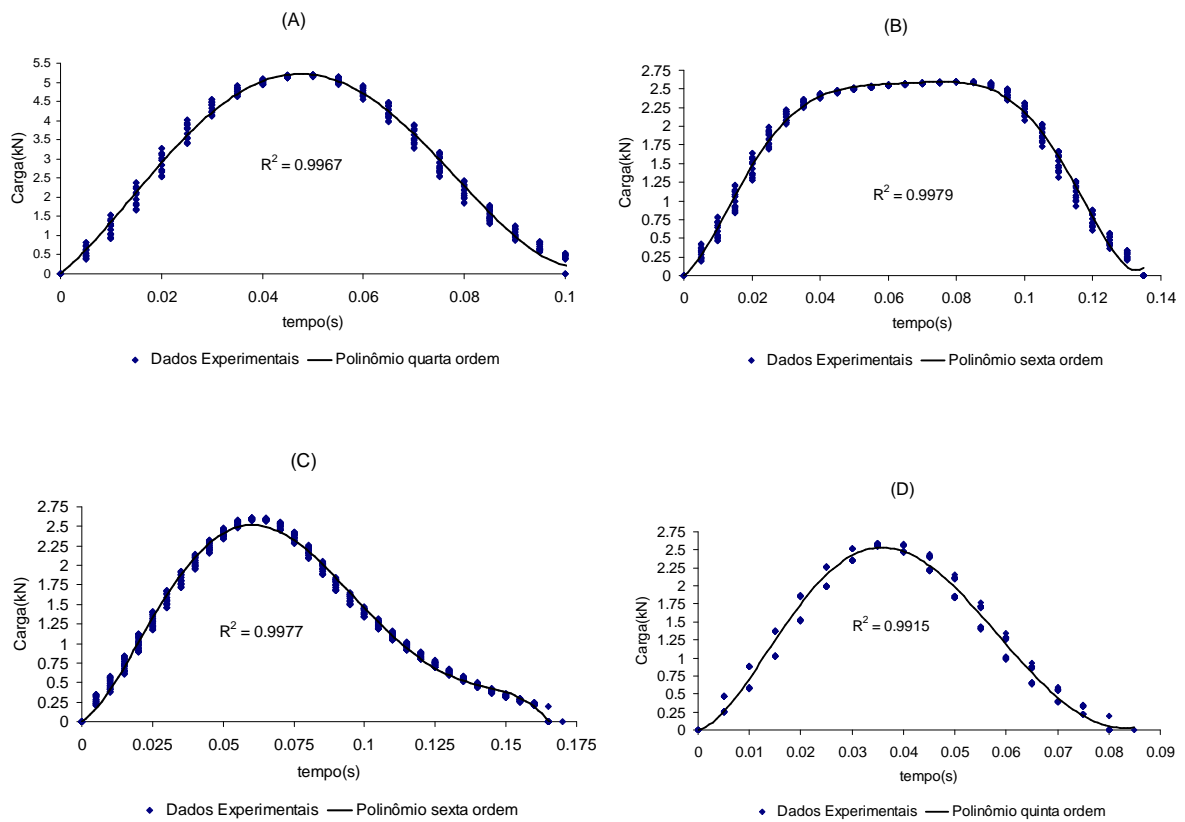 (A)
5.5
5
4.5
4
3.5
3
2.5
2
1.5
1
0.5
0
Carga(kN)
R² = 0.9967
0 0.02 0.04 0.06 0.08 0.1
tempo(s)
Dados Experimentais Polinômio quarta ordem
(B)
2.75
2.5
2.25
2
1.75
1.5
1.25
1
0.75
0.5
0.25
0
Carga(kN)
R² = 0.9979
0 0.02 0.04 0.06 0.08 0.1 0.12 0.14
tempo(s)
Dados Experimentais Polinômio sexta ordem
(C)
2.75
2.5
2.25
2
1.75
1.5
1.25
1
0.75
0.5
0.25
0
Carga(kN)
R² = 0.9977
0 0.025 0.05 0.075 0.1 0.125 0.15 0.175
tempo(s)
Dados Experimentais Polinômio sexta ordem
(D)
2.75
2.5
2.25
2
1.75
1.5
1.25
1
0.75
0.5
0.25
0
Carga(kN)
R² = 0.9915
0 0.01 0.02 0.03 0.04 0.05 0.06 0.07 0.08 0.09
tempo(s)
Dados Experimentais Polinômio quinta ordem